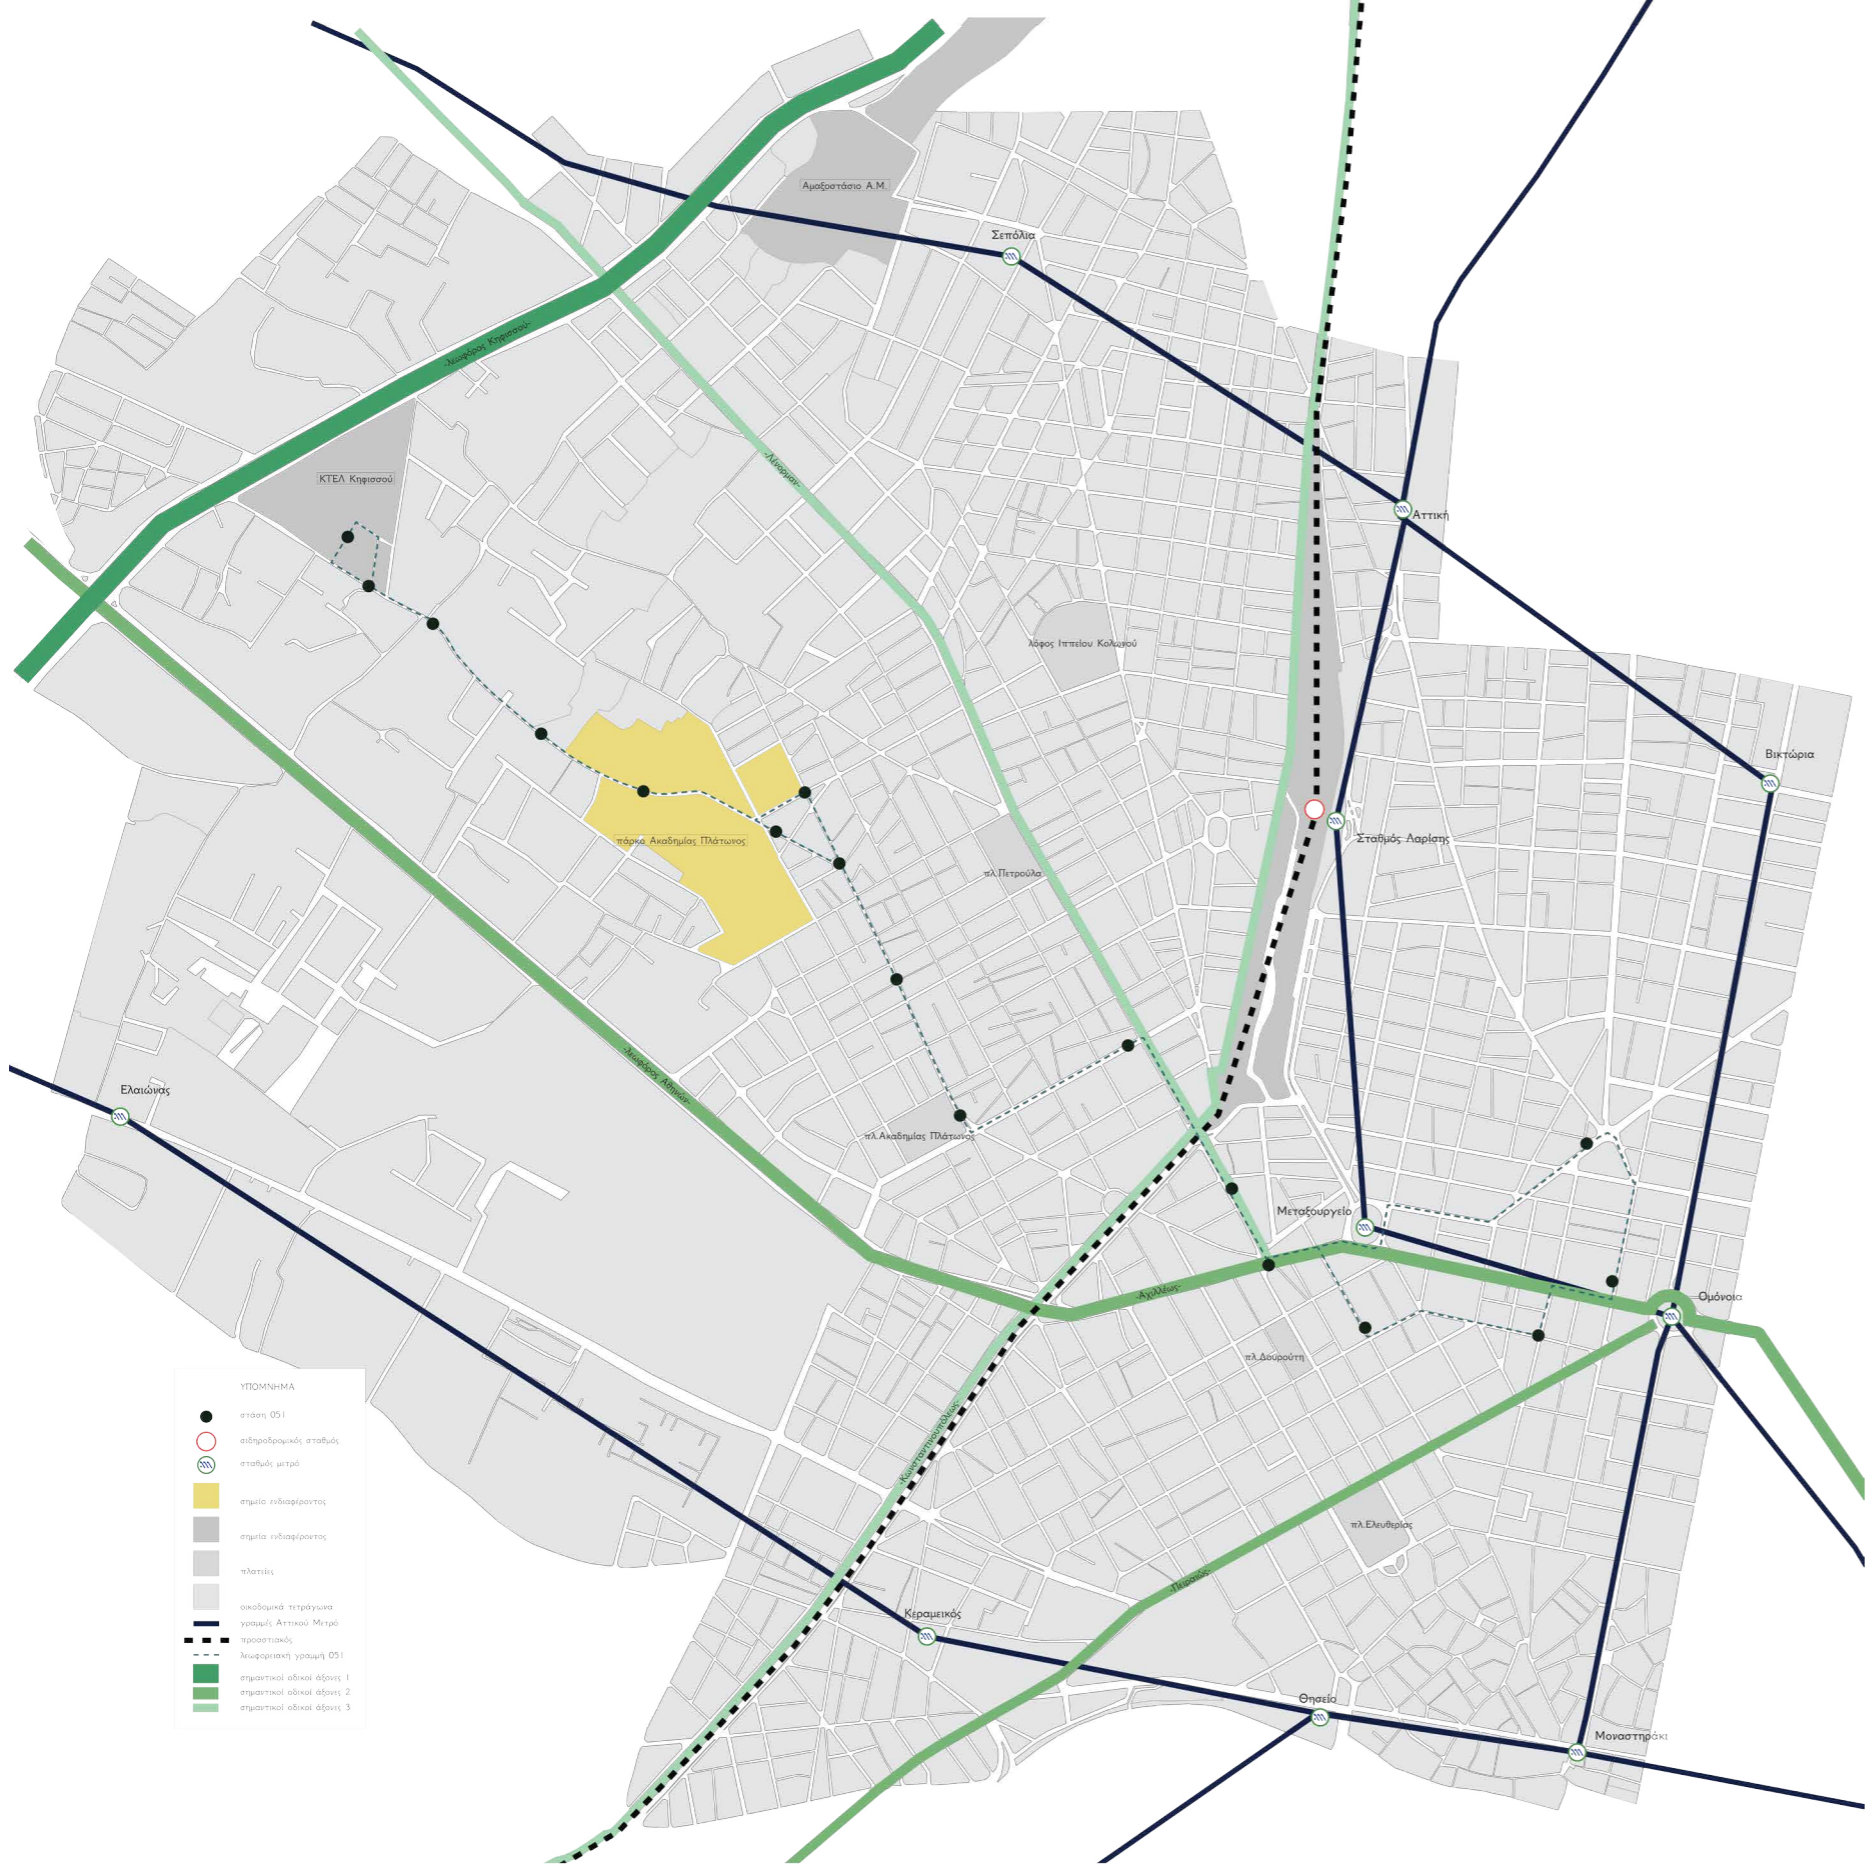 Αμαξοστάσιο Α.Μ.
Σεπόλια
-λεωφόρος Κηφισσού-
-Λένορμαν-
ΚΤΕΛ Κηφισσού
Αττική
λόφος Ιππείου Κολωνού
Βικτώρια
Σταθμός Λαρίσης
πάρκο Ακαδημίας Πλάτωνος
πλ.Πετρούλα
-λεωφόρος Αθηνών-
Ελαιώνας
πλ.Ακαδημίας Πλάτωνος
Μεταξουργείο
-Αχιλλέως-
Ομόνοια
πλ.Δουρούτη
-Κωνσταντινουπόλεως-
πλ.Ελευθερίας
-Πειραιώς-
Κεραμεικός
Θησείο
Μοναστηράκι
ΥΠΟΜΝΗΜΑ
στάση 051
σιδηροδρομικός σταθμός
σταθμός μετρό
σημείο ενδιαφέροντος
σημεία ενδιαφέροντος
πλατείες
οικοδομικά τετράγωνα
γραμμές Αττικού Μετρό
προαστιακός
λεωφορειακή γραμμή 051
σημαντικοί οδικοί άξονες 1
σημαντικοί οδικοί άξονες 2
σημαντικοί οδικοί άξονες 3